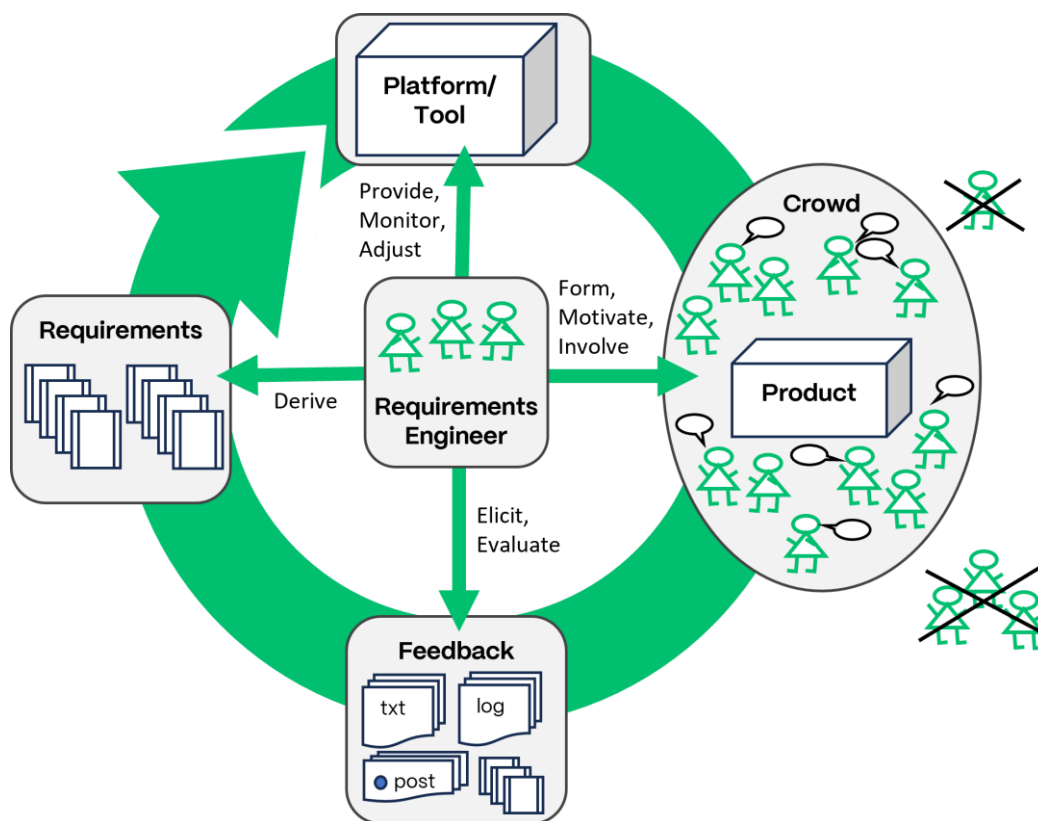 Platform/
Tool
Provide,
Monitor,
Adjust
Crowd
Form,
Motivate,
Involve
Requirements
Derive
Requirements
Engineer
Product
Elicit,
Evaluate
Feedback
txt
log
post